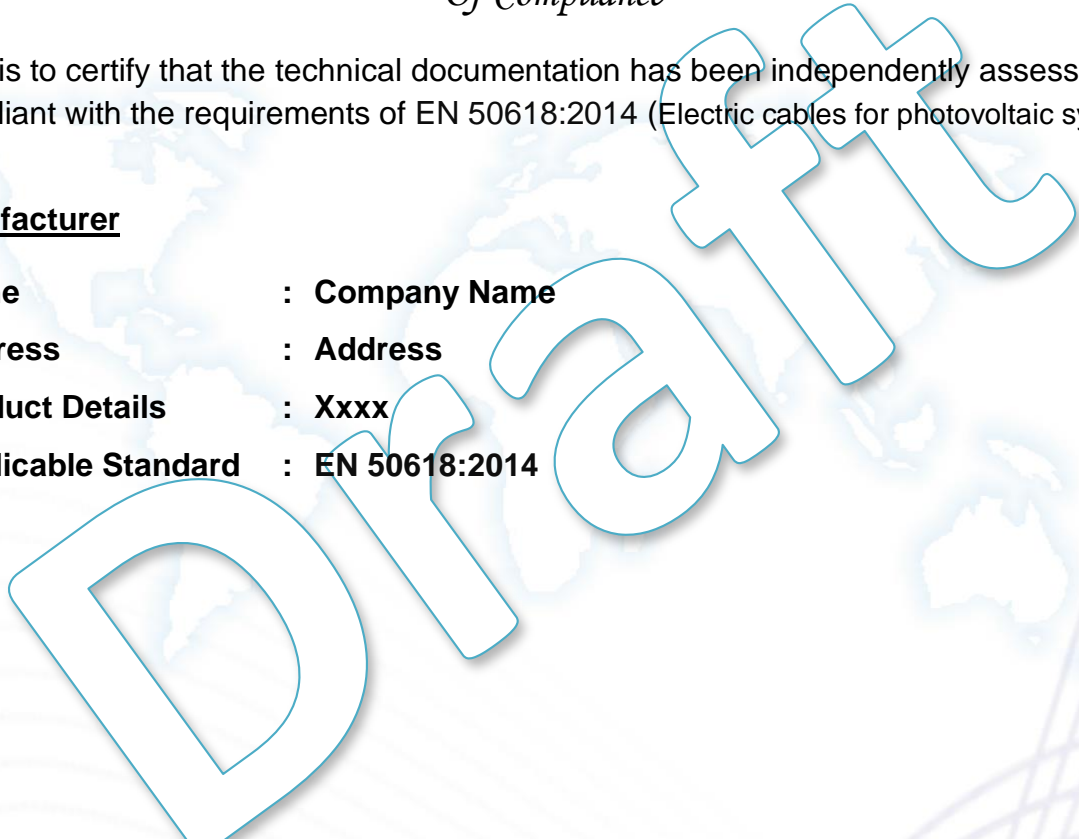 Of Compliance
is to certify that the technical documentation has been independently assess
liant with the requirements of EN 50618:2014 (Electric cables for photovoltaic sy
facturer
e : Company Name
ress : Address
duct Details : Xxxx
licable Standard : EN 50618:2014
Draft